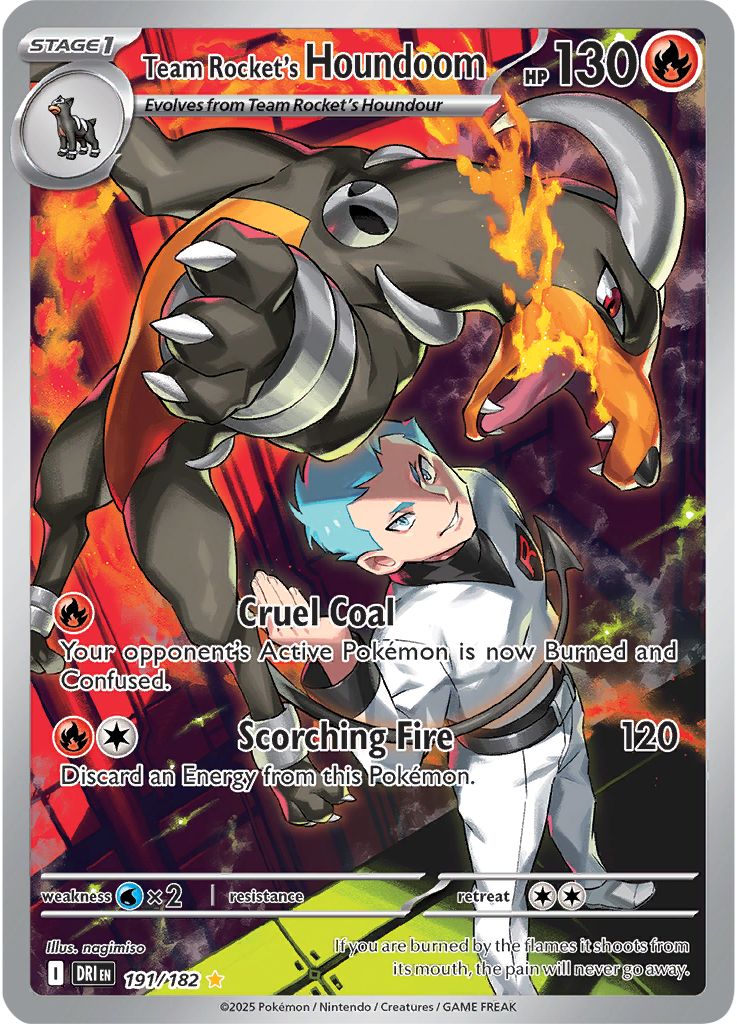 STAGE 1
Team Rocket's Houndoom HP 130
Evolves from Team Rocket's Houndour
R
Cruel Coal
Your opponent's Active Pokémon is now Burned and
Confused.
Scorching Fire 120
Discard an Energy from this Pokémon.
weakness ×2 resistance retreat
Illus. nagimiso
If you are burned by the flames it shoots from
its mouth, the pain will never go away.
I DRI EN 191/182
©2025 Pokémon / Nintendo / Creatures / GAME FREAK